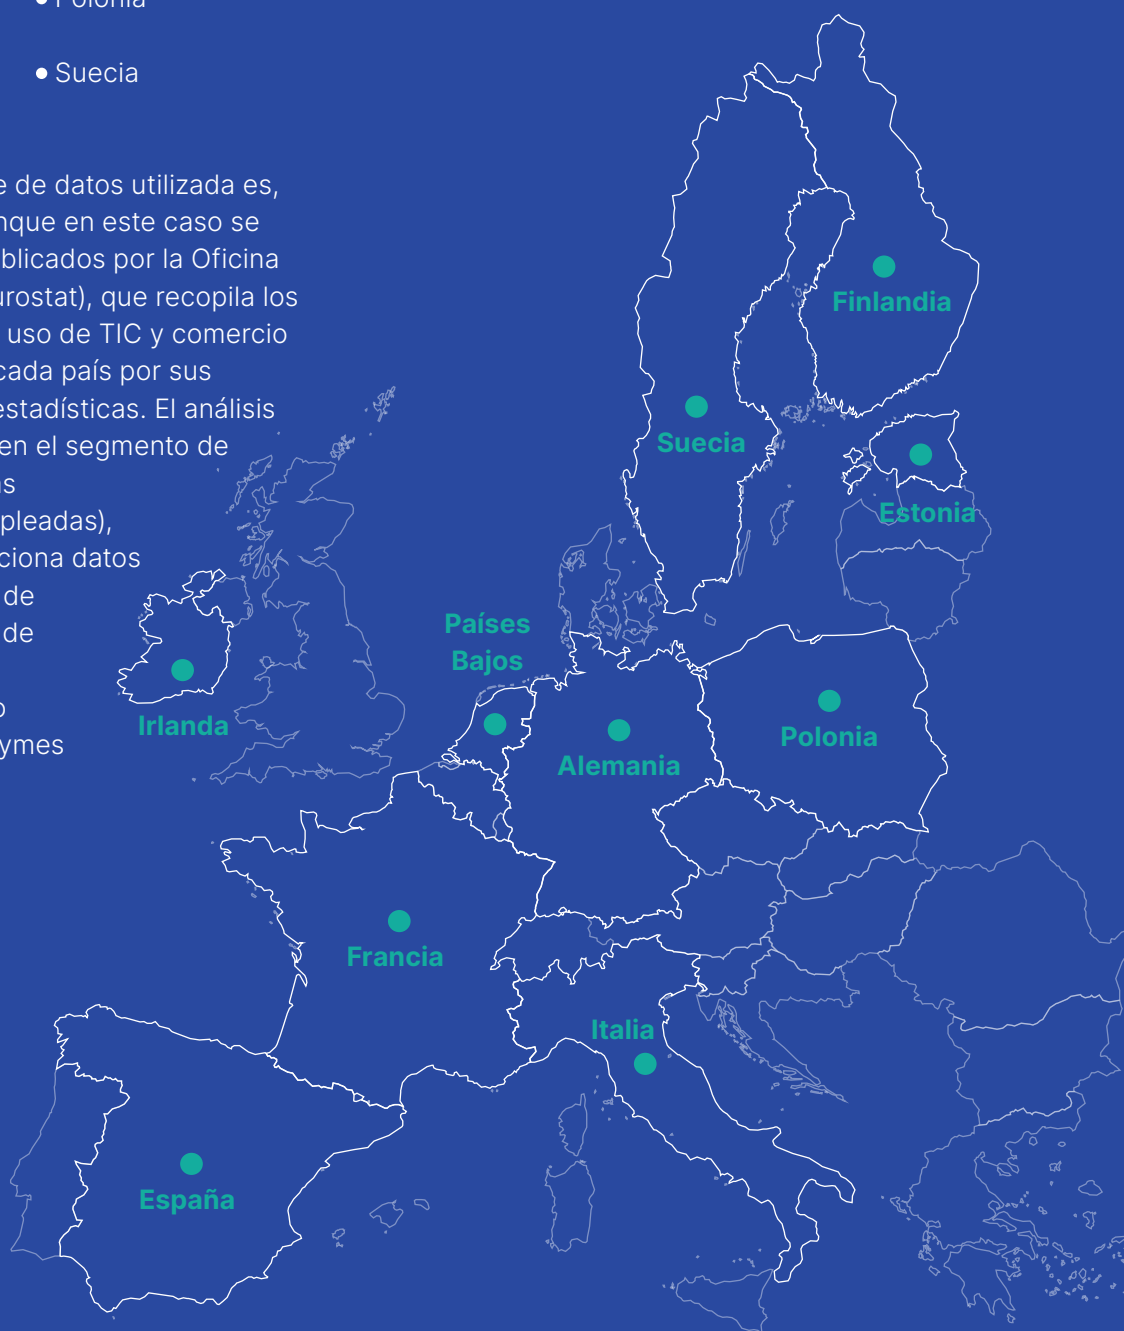 Polonia
Suecia
e de datos utilizada es,
nque en este caso se
blicados por la Oficina
urostat), que recopila los
uso de TIC y comercio
cada país por sus
estadísticas. El análisis
en el segmento de
as
pleadas),
ciona datos
de
de
o
ymes
Finlandia
Suecia
Estonia
Países
Bajos
Irlanda
Polonia
Alemania
Francia
Italia
España